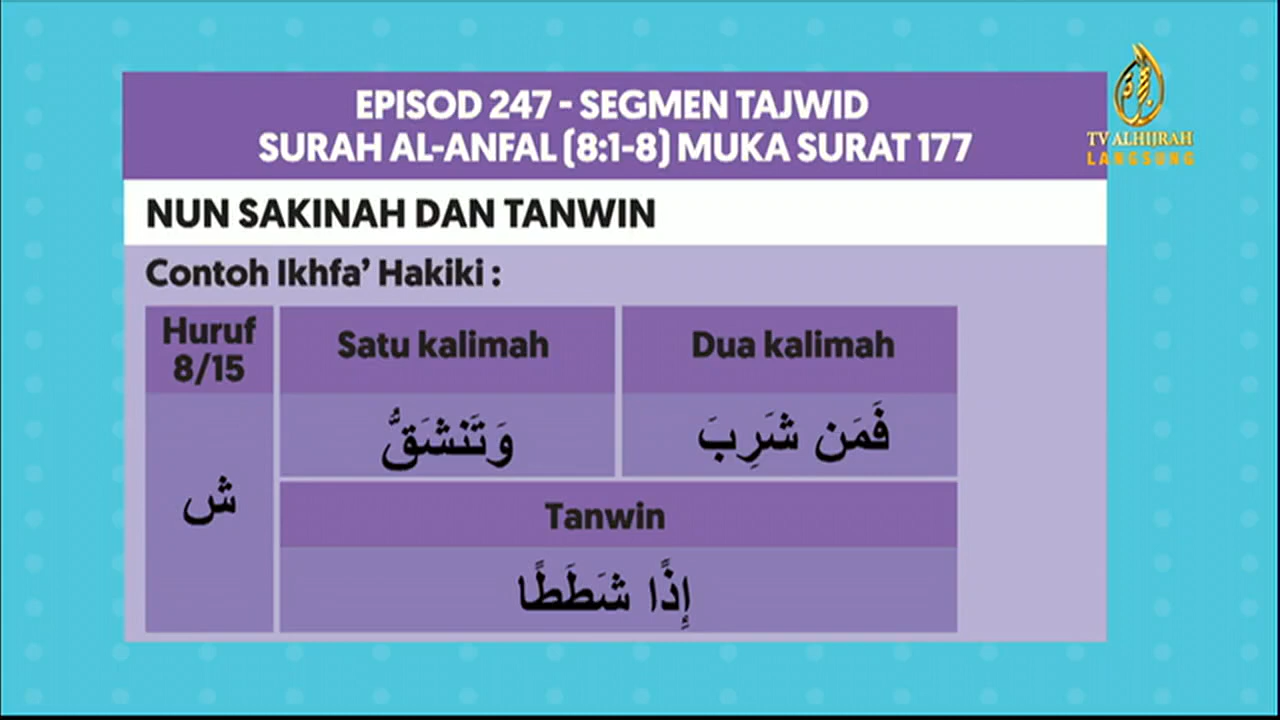 EPISOD 247 - SEGMEN TAJWID
SURAH AL-ANFAL (8:1-8) MUKA SURAT 177
TV ALHIJRAH
LANGSUNG
NUN SAKINAH DAN TANWIN
Contoh Ikhfa’ Hakiki :
Huruf
8/15
Satu kalimah
Dua kalimah
وَتَنشَقُّ
فَمَن شَرِبَ
ش
Tanwin
إِذًا شَطَطًا